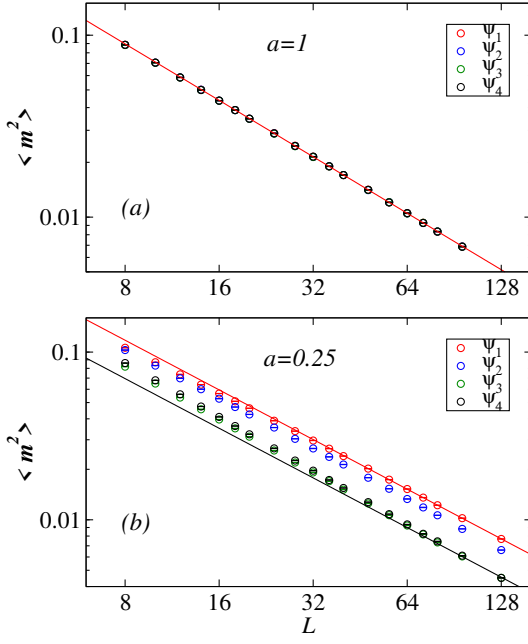 0.1
0.01
< m² >
a=1
(a)
ψ₁
ψ₂
ψ₃
ψ₄
8 16 32 64 128
0.1
0.01
< m² >
a=0.25
(b)
ψ₁
ψ₂
ψ₃
ψ₄
8 16 32 64 128
L